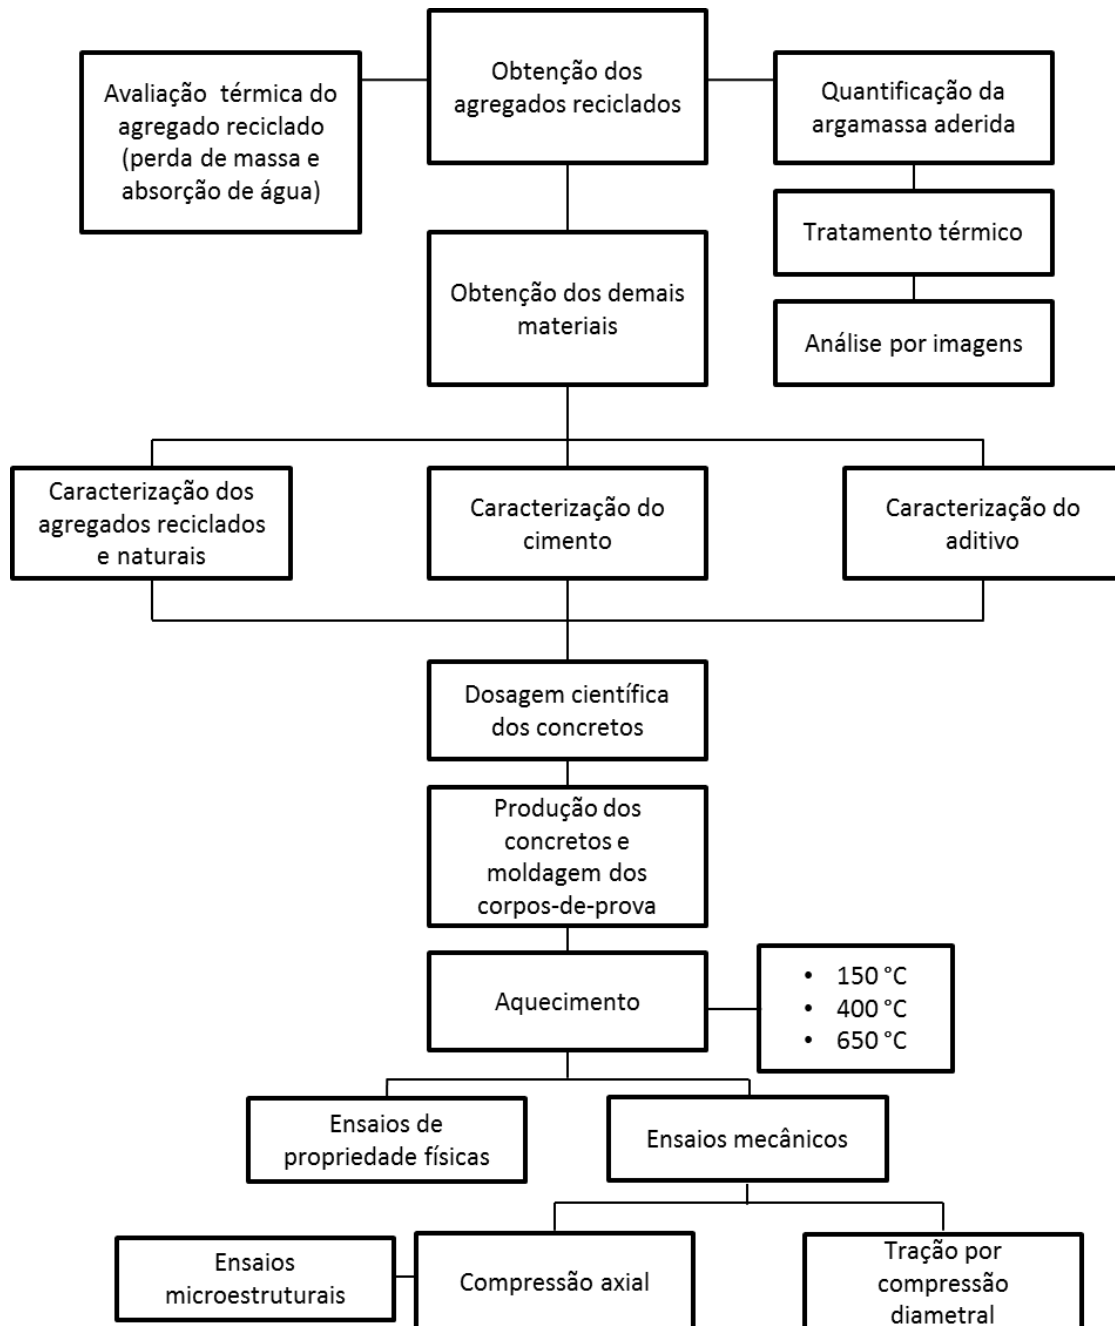 Obtenção dos
agregados reciclados
Avaliação térmica do
agregado reciclado
(perda de massa e
absorção de água)
Quantificação da
argamassa aderida
Tratamento térmico
Análise por imagens
Obtenção dos demais
materiais
Caracterização dos
agregados reciclados
e naturais
Caracterização do
cimento
Caracterização do
aditivo
Dosagem científica
dos concretos
Produção dos
concretos e
moldagem dos
corpos-de-prova
Aquecimento
• 150 °C
• 400 °C
• 650 °C
Ensaios de
propriedade físicas
Ensaios mecânicos
Ensaios
microestruturais
Compressão axial
Tração por
compressão
diametral